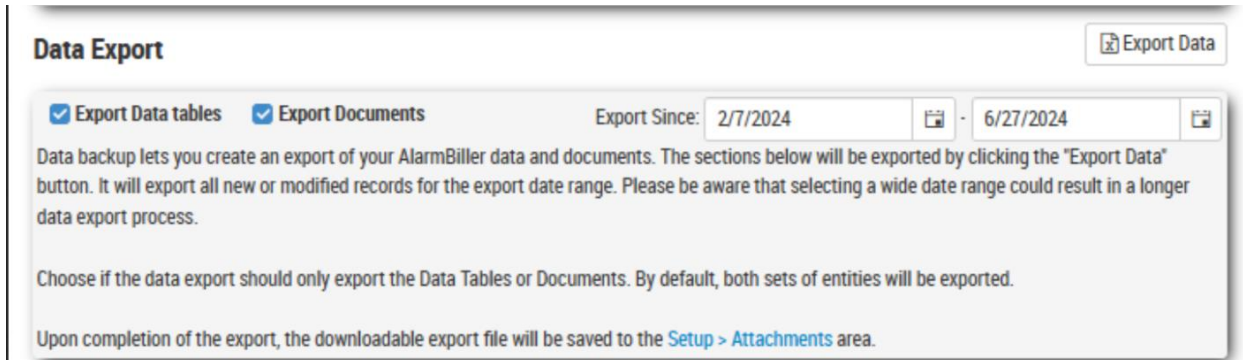 Data Export
Export Data
Export Data tables Export Documents Export Since: 2/7/2024 - 6/27/2024
Data backup lets you create an export of your AlarmBiller data and documents. The sections below will be exported by clicking the "Export Data"
button. It will export all new or modified records for the export date range. Please be aware that selecting a wide date range could result in a longer
data export process.
Choose if the data export should only export the Data Tables or Documents. By default, both sets of entities will be exported.
Upon completion of the export, the downloadable export file will be saved to the Setup > Attachments area.